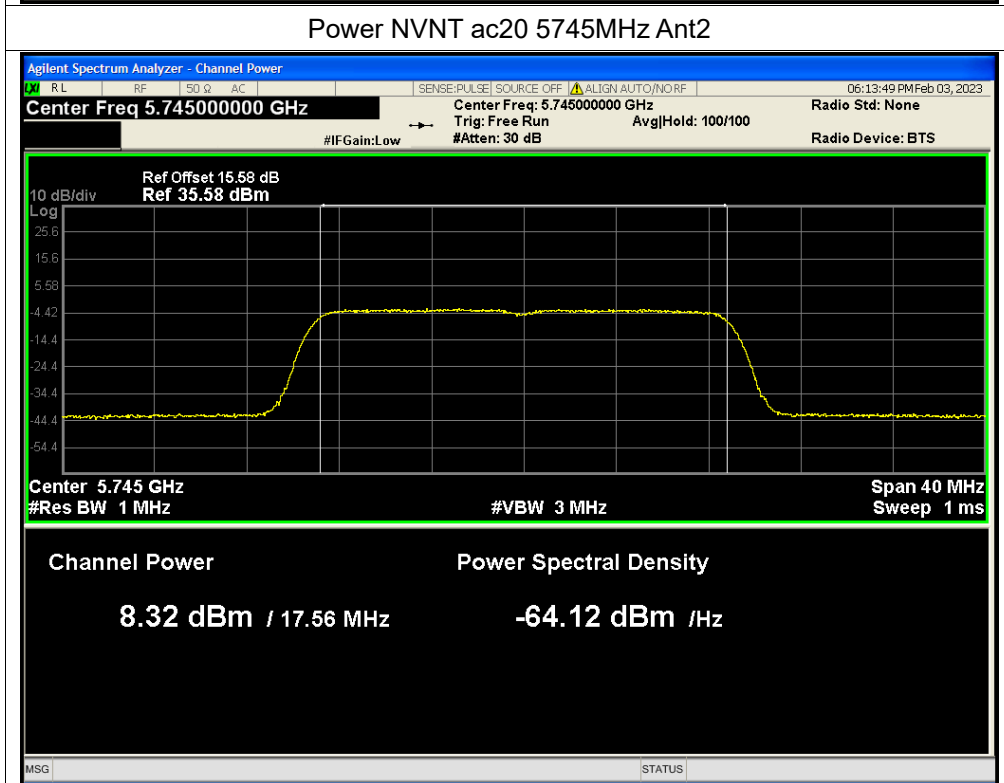 Power NVNT ac20 5745MHz Ant2
Agilent Spectrum Analyzer - Channel Power
LXI RL RF 50 Ω AC SENSE:PULSE SOURCE OFF ALIGN AUTO/NO RF 06:13:49 PM Feb 03, 2023
Center Freq 5.745000000 GHz Center Freq: 5.745000000 GHz Radio Std: None
Trig: Free Run Avg|Hold: 100/100
#IFGain:Low #Atten: 30 dB Radio Device: BTS
Ref Offset 15.58 dB
10 dB/div Ref 35.58 dBm
Log
25.6
15.6
5.58
-4.42
-14.4
-24.4
-34.4
-44.4
-54.4
Center 5.745 GHz Span 40 MHz
#Res BW 1 MHz #VBW 3 MHz Sweep 1 ms
Channel Power Power Spectral Density
8.32 dBm / 17.56 MHz -64.12 dBm /Hz
MSG STATUS